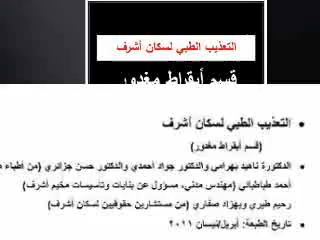 التعذيب الطبي لسكان أشرف
قسم أبقراط مغدور
• التعذيب الطبي لسكان أشرف
(قسم أبقراط مغدور)
• الدكتورة ناهيد بهرامي والدكتور جواد أحمدي والدكتور حسن جزائري (من أطباء
أحمد طباطبائي (مهندس مدني، مسؤول عن بنايات وتأسيسات مخيم أشرف)
رحيم طيري وبهزاد صفاري (من مستشارين حقوقيين لسكان أشرف)
• تاريخ الطبعة: أبريل/نيسان ٢٠١١